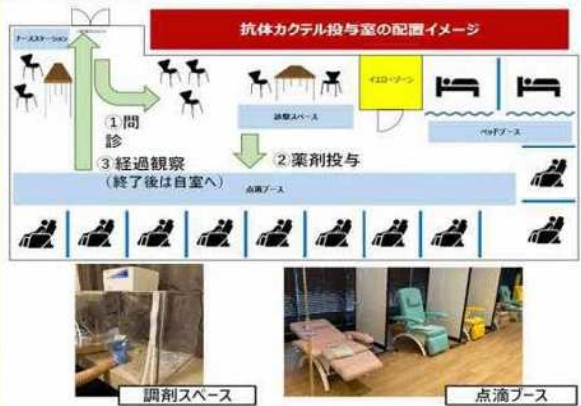 抗体カクテル投与室の配置イメージ
ナースステーション
イエローゾーン
①問
診
診察スペース
ベッドブース
③経過観察
(終了後は自室へ)
②薬剤投与
点滴ブース
調剤スペース
点滴ブース